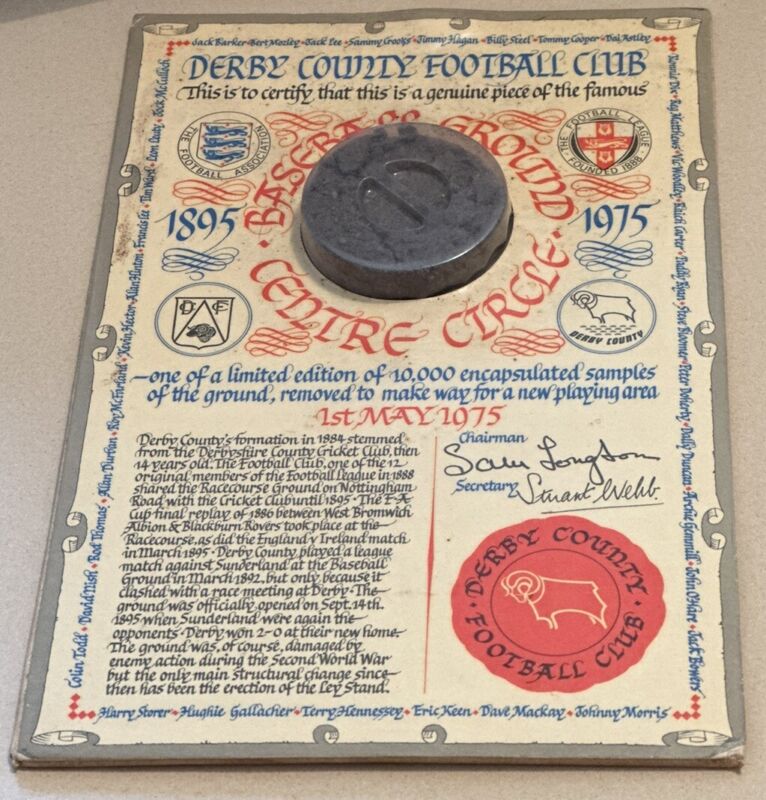 Jack Barker • Bert Mozley • Jack Lee • Sammy Crooks • Jimmy Hagan • Billy Steel • Tommy Cooper • Dai Astley
DERBY COUNTY FOOTBALL CLUB
This is to certify that this is a genuine piece of the famous
THE FOOTBALL ASSOCIATION
THE FOOTBALL LEAGUE
FOUNDED 1888
BASEBALL GROUND
CENTRE CIRCLE
1895
1975
D C F
DERBY COUNTY
—one of a limited edition of 10,000 encapsulated samples
of the ground, removed to make way for a new playing area
1st MAY 1975
Derby County's formation in 1884 stemmed
from the Derbyshire County Cricket Club, then
14 years old. The Football Club, one of the 12
original members of the Football League in 1888
shared the Racecourse Ground on Nottingham
Road with the Cricket Club until 1895 • The F•A
Cup final replay of 1886 between West Bromwich
Albion & Blackburn Rovers took place at the
Racecourse, as did the England v Ireland match
in March 1895 • Derby County played a league
match against Sunderland at the Baseball
Ground in March 1892, but only because it
clashed with a race meeting at Derby • The
ground was officially opened on Sept. 14th.
1895 when Sunderland were again the
opponents • Derby won 2-0 at their new home.
The ground was, of course, damaged by
enemy action during the Second World War
but the only main structural change since
then has been the erection of the Ley Stand.
Chairman
Sam Longson
Secretary
Stuart Webb.
DERBY COUNTY
FOOTBALL CLUB
Colin Todd • David Nish • Rod Thomas • Alan Durban • Roy McFarland • Kevin Hector • Alan Hinton • Francis Lee • Tim Ward • Leon Leuty • Jock McCulloch
Ronnie Dix • Reg Matthews • Vic Woodley • Raich Carter • Paddy Ryan • Steve Bloomer • Peter Doherty • Dally Duncan • Archie Gemmill • John O'Hare • Jack Bowers
Harry Storer • Hughie Gallacher • Terry Hennessey • Eric Keen • Dave Mackay • Johnny Morris